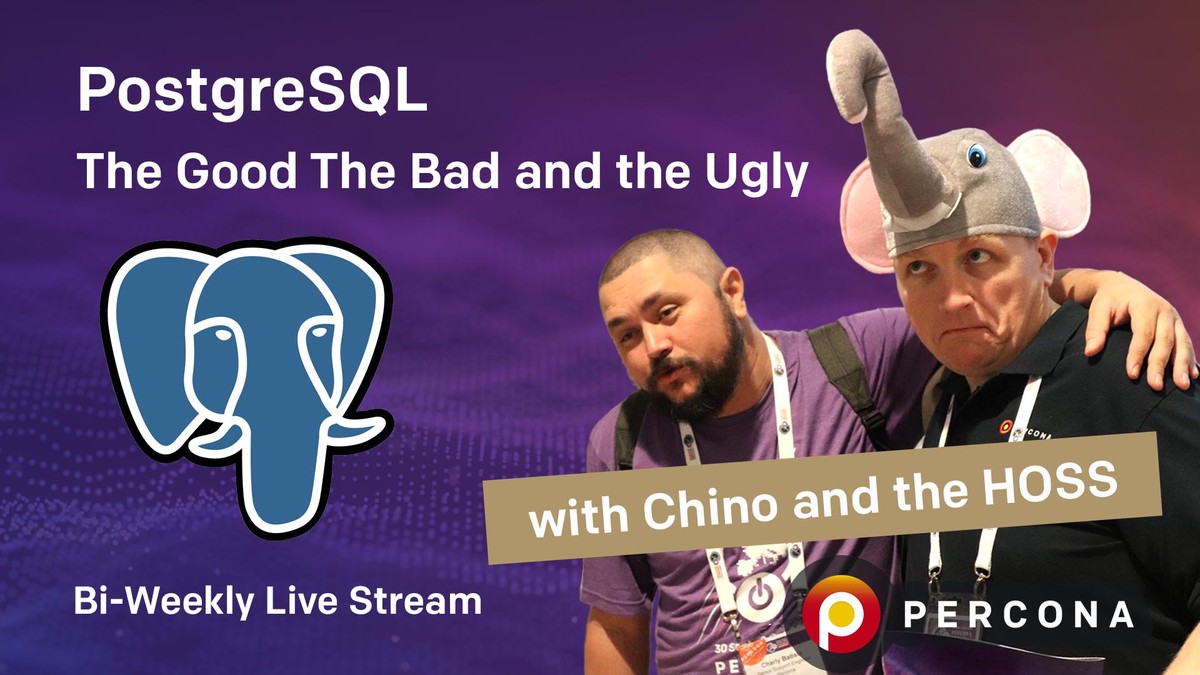 PostgreSQL
The Good The Bad and the Ugly
with Chino and the HOSS
Bi-Weekly Live Stream
PERCONA